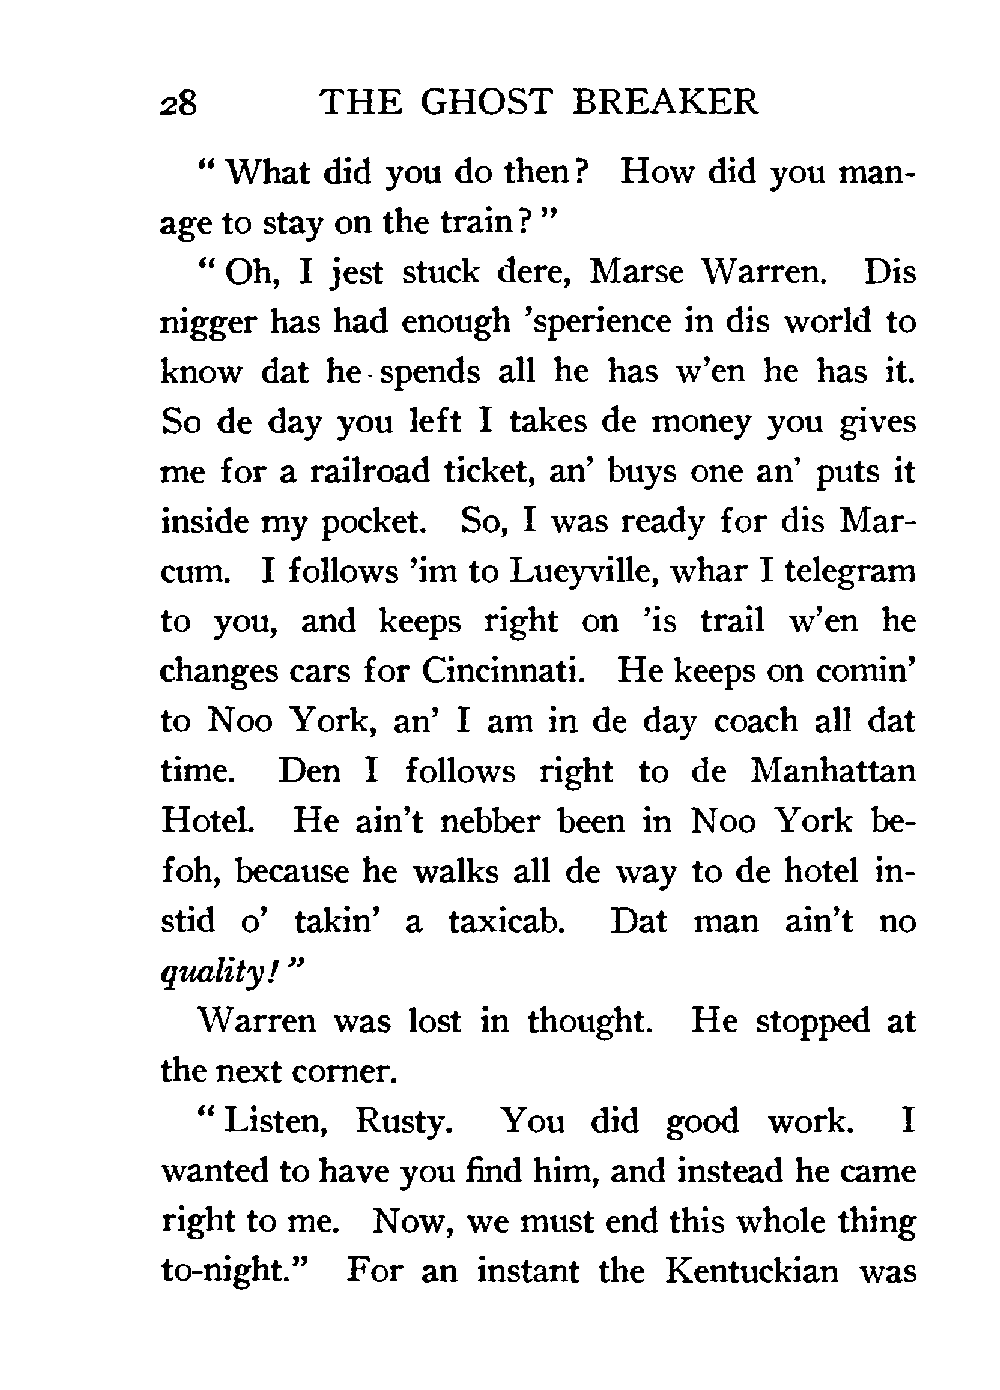 28 THE GHOST BREAKER
“ What did you do then? How did you man-
age to stay on the train? ”
“ Oh, I jest stuck dere, Marse Warren. Dis
nigger has had enough ’sperience in dis world to
know dat he spends all he has w’en he has it.
So de day you left I takes de money you gives
me for a railroad ticket, an’ buys one an’ puts it
inside my pocket. So, I was ready for dis Mar-
cum. I follows ’im to Lueyville, whar I telegram
to you, and keeps right on ’is trail w’en he
changes cars for Cincinnati. He keeps on comin’
to Noo York, an’ I am in de day coach all dat
time. Den I follows right to de Manhattan
Hotel. He ain’t nebber been in Noo York be-
foh, because he walks all de way to de hotel in-
stid o’ takin’ a taxicab. Dat man ain’t no
quality! ”
Warren was lost in thought. He stopped at
the next corner.
“ Listen, Rusty. You did good work. I
wanted to have you find him, and instead he came
right to me. Now, we must end this whole thing
to-night.” For an instant the Kentuckian was